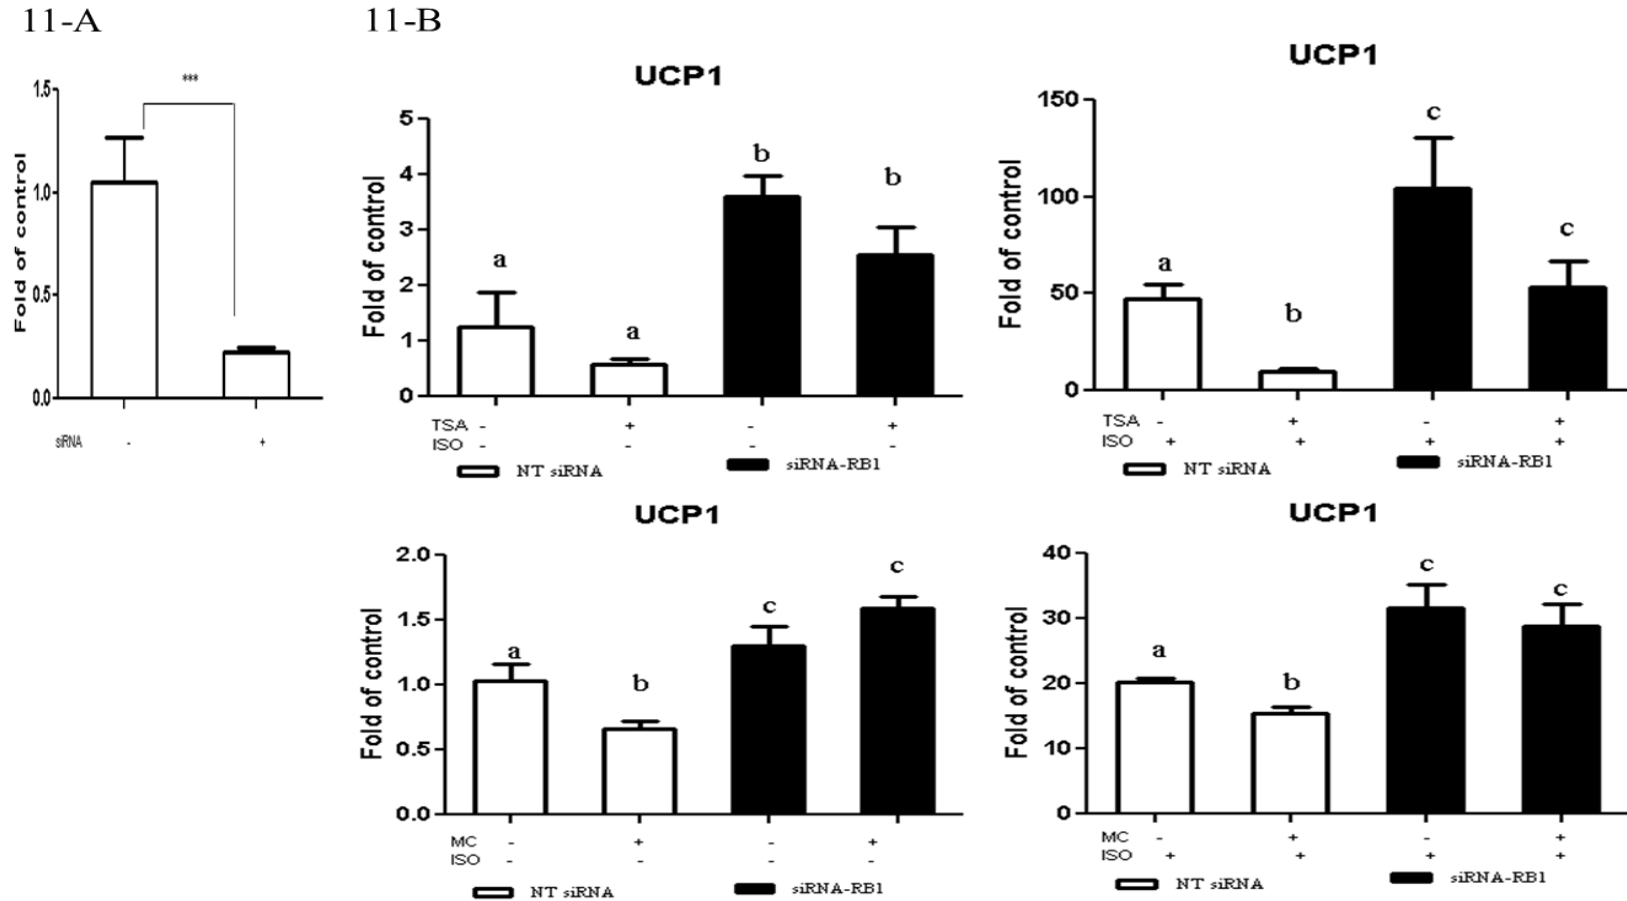 11-A
***
Fold of control
1.5
1.0
0.5
0.0
siRNA - +
11-B
UCP1
Fold of control
5
4
3
2
1
0
a a b b
TSA - + - +
ISO - - - -
NT siRNA siRNA-RB1
UCP1
Fold of control
150
100
50
0
a b c c
TSA - + - +
ISO + + + +
NT siRNA siRNA-RB1
UCP1
Fold of control
2.0
1.5
1.0
0.5
0.0
a b c c
MC - + - +
ISO - - - -
NT siRNA siRNA-RB1
UCP1
Fold of control
40
30
20
10
0
a b c c
MC - + - +
ISO + + + +
NT siRNA siRNA-RB1